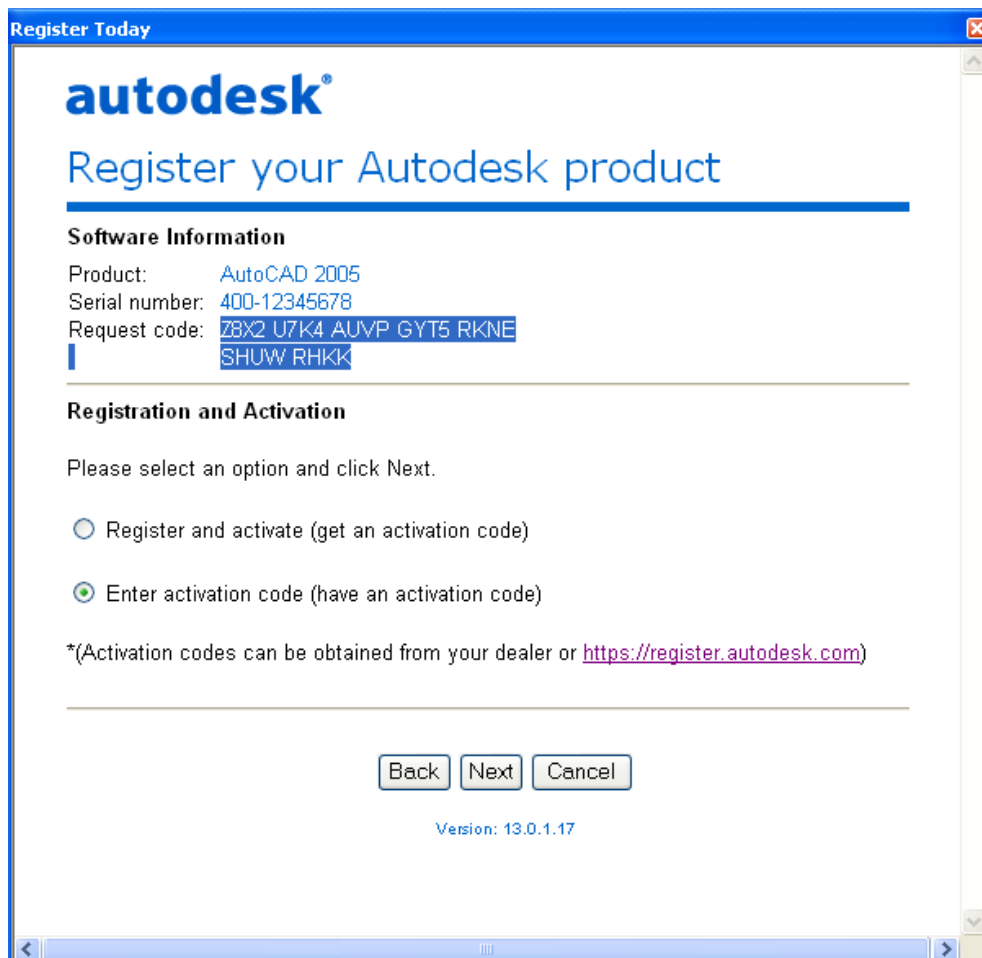 Register Today
autodesk®
Register your Autodesk product
Software Information
Product: AutoCAD 2005
Serial number: 400-12345678
Request code: Z8X2 U7K4 AUVP GYT5 RKNE
SHUW RHKK
Registration and Activation
Please select an option and click Next.
Register and activate (get an activation code)
Enter activation code (have an activation code)
*(Activation codes can be obtained from your dealer or https://register.autodesk.com)
Back Next Cancel
Version: 13.0.1.17